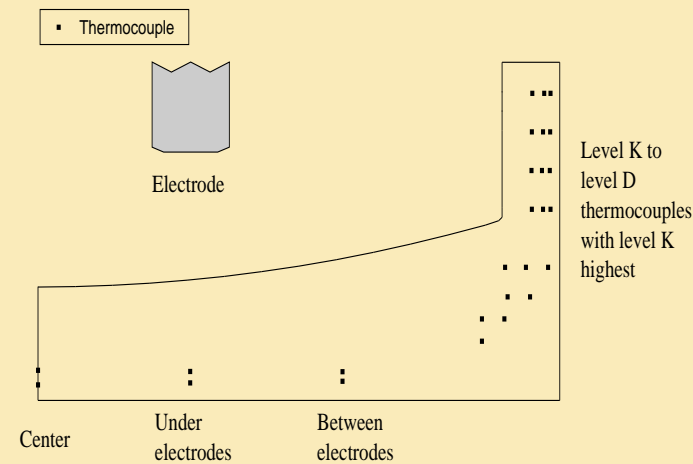 Thermocouple
Electrode
Level K to
level D
thermocouples
with level K
highest
Center
Under
electrodes
Between
electrodes